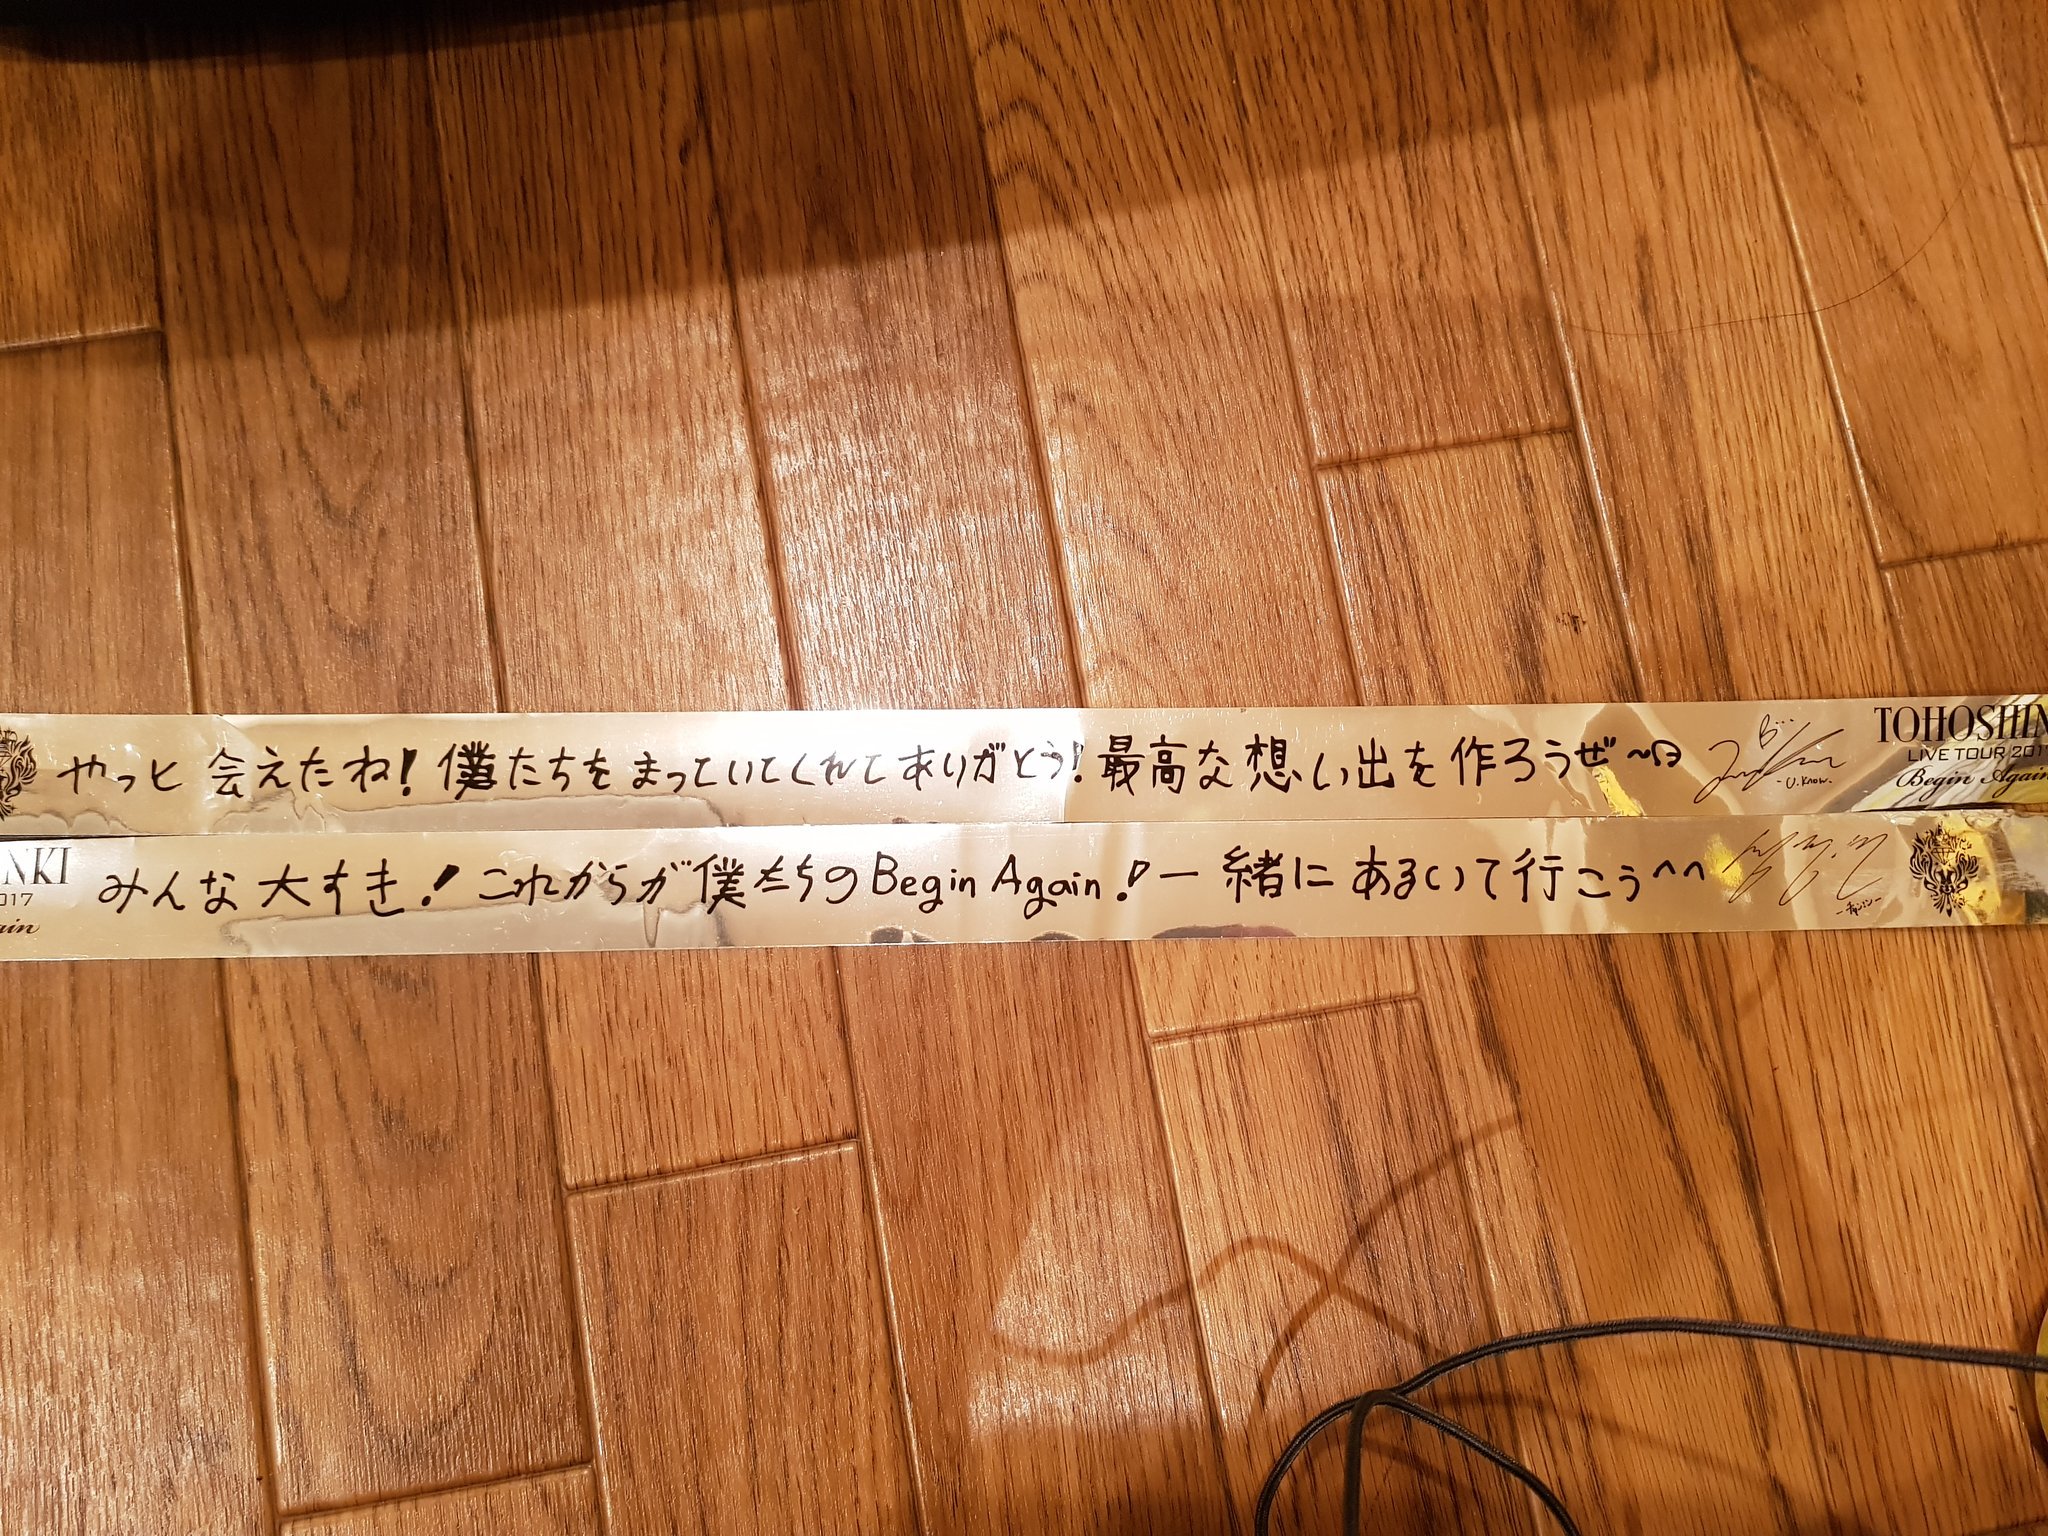 やっと会えたね!僕たちをまっていてくれてありがとう!最高な想い出を作ろうぜ~
B...
-U.KNOW.
TOHOSHIN
LIVE TOUR 201
Begin Again
NKI
017
ain
みんな大すき!これからが僕たちのBegin Again!一緒にあるいて行こう^^
-チャンミン-